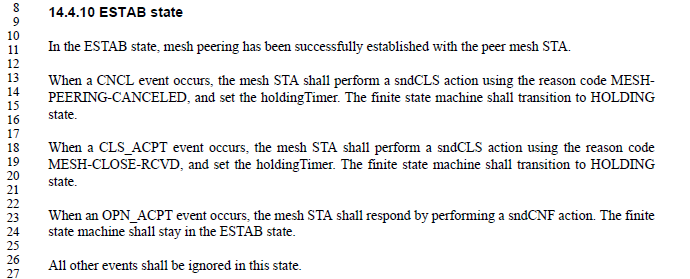 8
14.4.10 ESTAB state
9
10
In the ESTAB state, mesh peering has been successfully established with the peer mesh STA.
11
12
13
When a CNCL event occurs, the mesh STA shall perform a sndCLS action using the reason code MESH-
14
PEERING-CANCELED, and set the holdingTimer. The finite state machine shall transition to HOLDING
15
state.
16
17
18
When a CLS_ACPT event occurs, the mesh STA shall perform a sndCLS action using the reason code
19
MESH-CLOSE-RCVD, and set the holdingTimer. The finite state machine shall transition to HOLDING
20
state.
21
22
When an OPN_ACPT event occurs, the mesh STA shall respond by performing a sndCNF action. The finite
23
state machine shall stay in the ESTAB state.
24
25
26
All other events shall be ignored in this state.
27